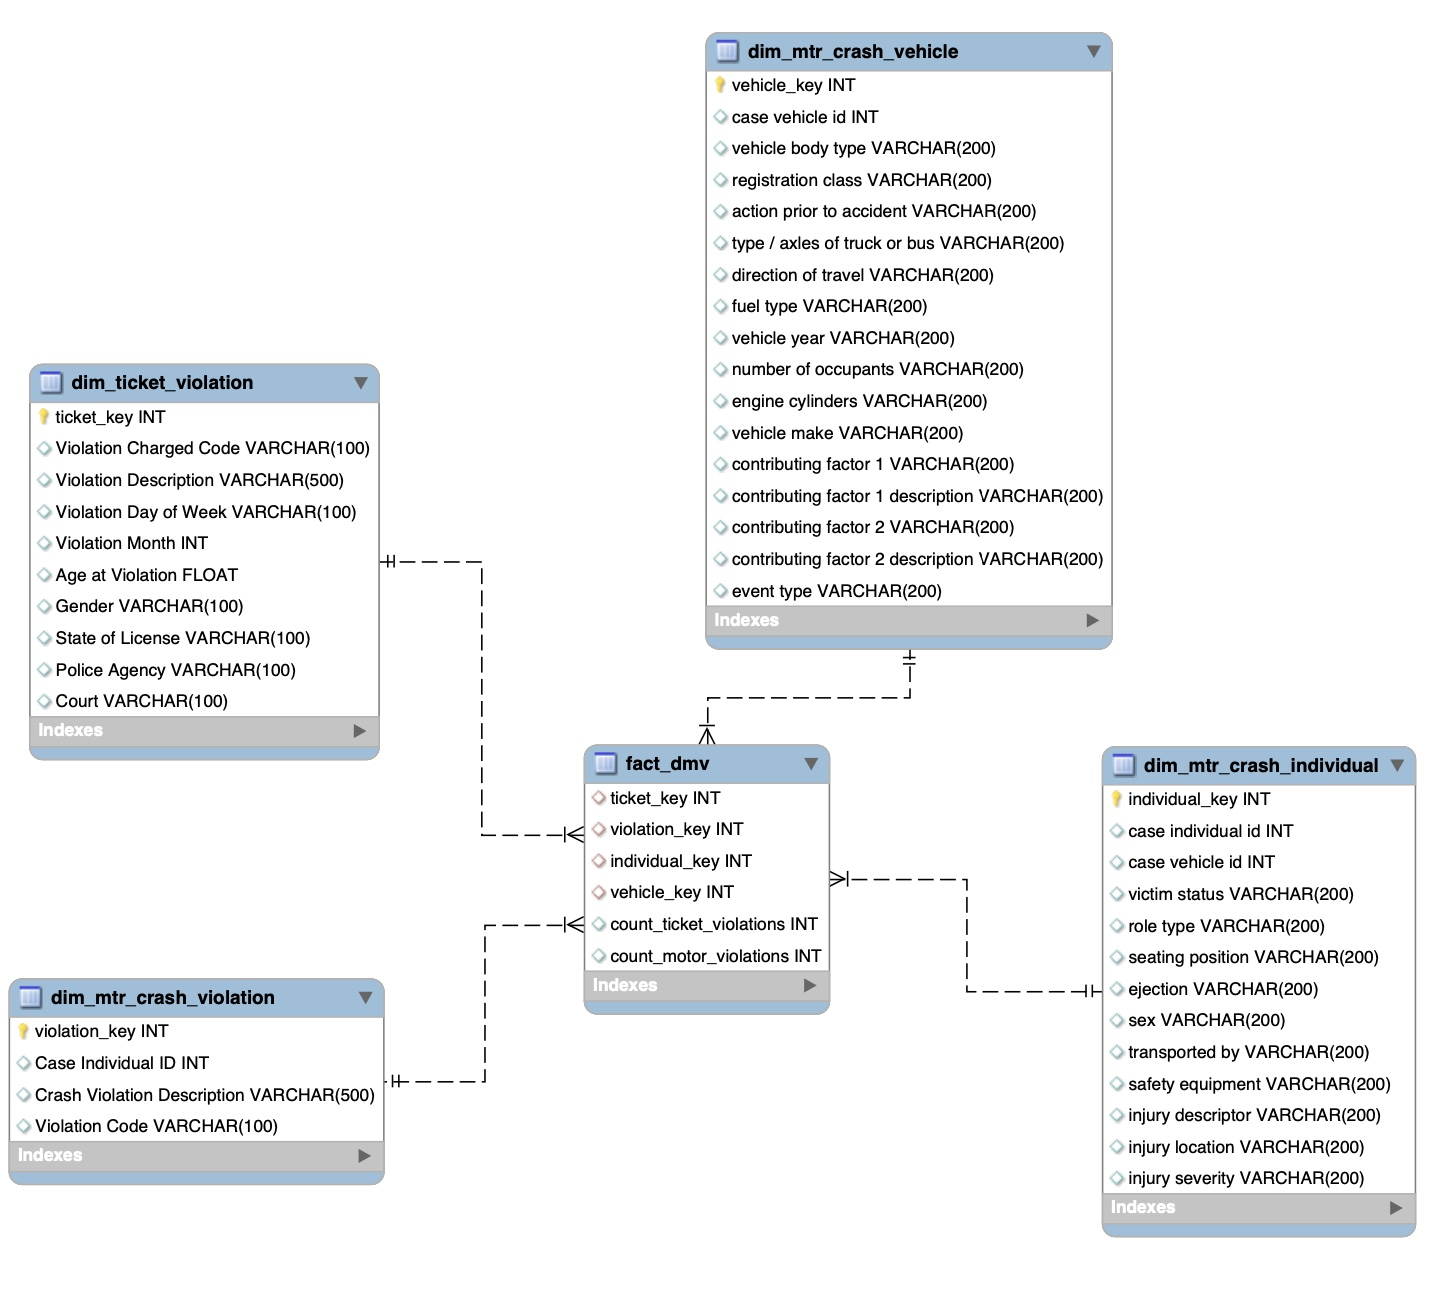 dim_mtr_crash_vehicle
vehicle_key INT
case vehicle id INT
vehicle body type VARCHAR(200)
registration class VARCHAR(200)
action prior to accident VARCHAR(200)
type / axles of truck or bus VARCHAR(200)
direction of travel VARCHAR(200)
fuel type VARCHAR(200)
vehicle year VARCHAR(200)
number of occupants VARCHAR(200)
engine cylinders VARCHAR(200)
vehicle make VARCHAR(200)
contributing factor 1 VARCHAR(200)
contributing factor 1 description VARCHAR(200)
contributing factor 2 VARCHAR(200)
contributing factor 2 description VARCHAR(200)
event type VARCHAR(200)
Indexes
dim_ticket_violation
ticket_key INT
Violation Charged Code VARCHAR(100)
Violation Description VARCHAR(500)
Violation Day of Week VARCHAR(100)
Violation Month INT
Age at Violation FLOAT
Gender VARCHAR(100)
State of License VARCHAR(100)
Police Agency VARCHAR(100)
Court VARCHAR(100)
Indexes
fact_dmv
ticket_key INT
violation_key INT
individual_key INT
vehicle_key INT
count_ticket_violations INT
count_motor_violations INT
Indexes
dim_mtr_crash_individual
individual_key INT
case individual id INT
case vehicle id INT
victim status VARCHAR(200)
role type VARCHAR(200)
seating position VARCHAR(200)
ejection VARCHAR(200)
sex VARCHAR(200)
transported by VARCHAR(200)
safety equipment VARCHAR(200)
injury descriptor VARCHAR(200)
injury location VARCHAR(200)
injury severity VARCHAR(200)
Indexes
dim_mtr_crash_violation
violation_key INT
Case Individual ID INT
Crash Violation Description VARCHAR(500)
Violation Code VARCHAR(100)
Indexes